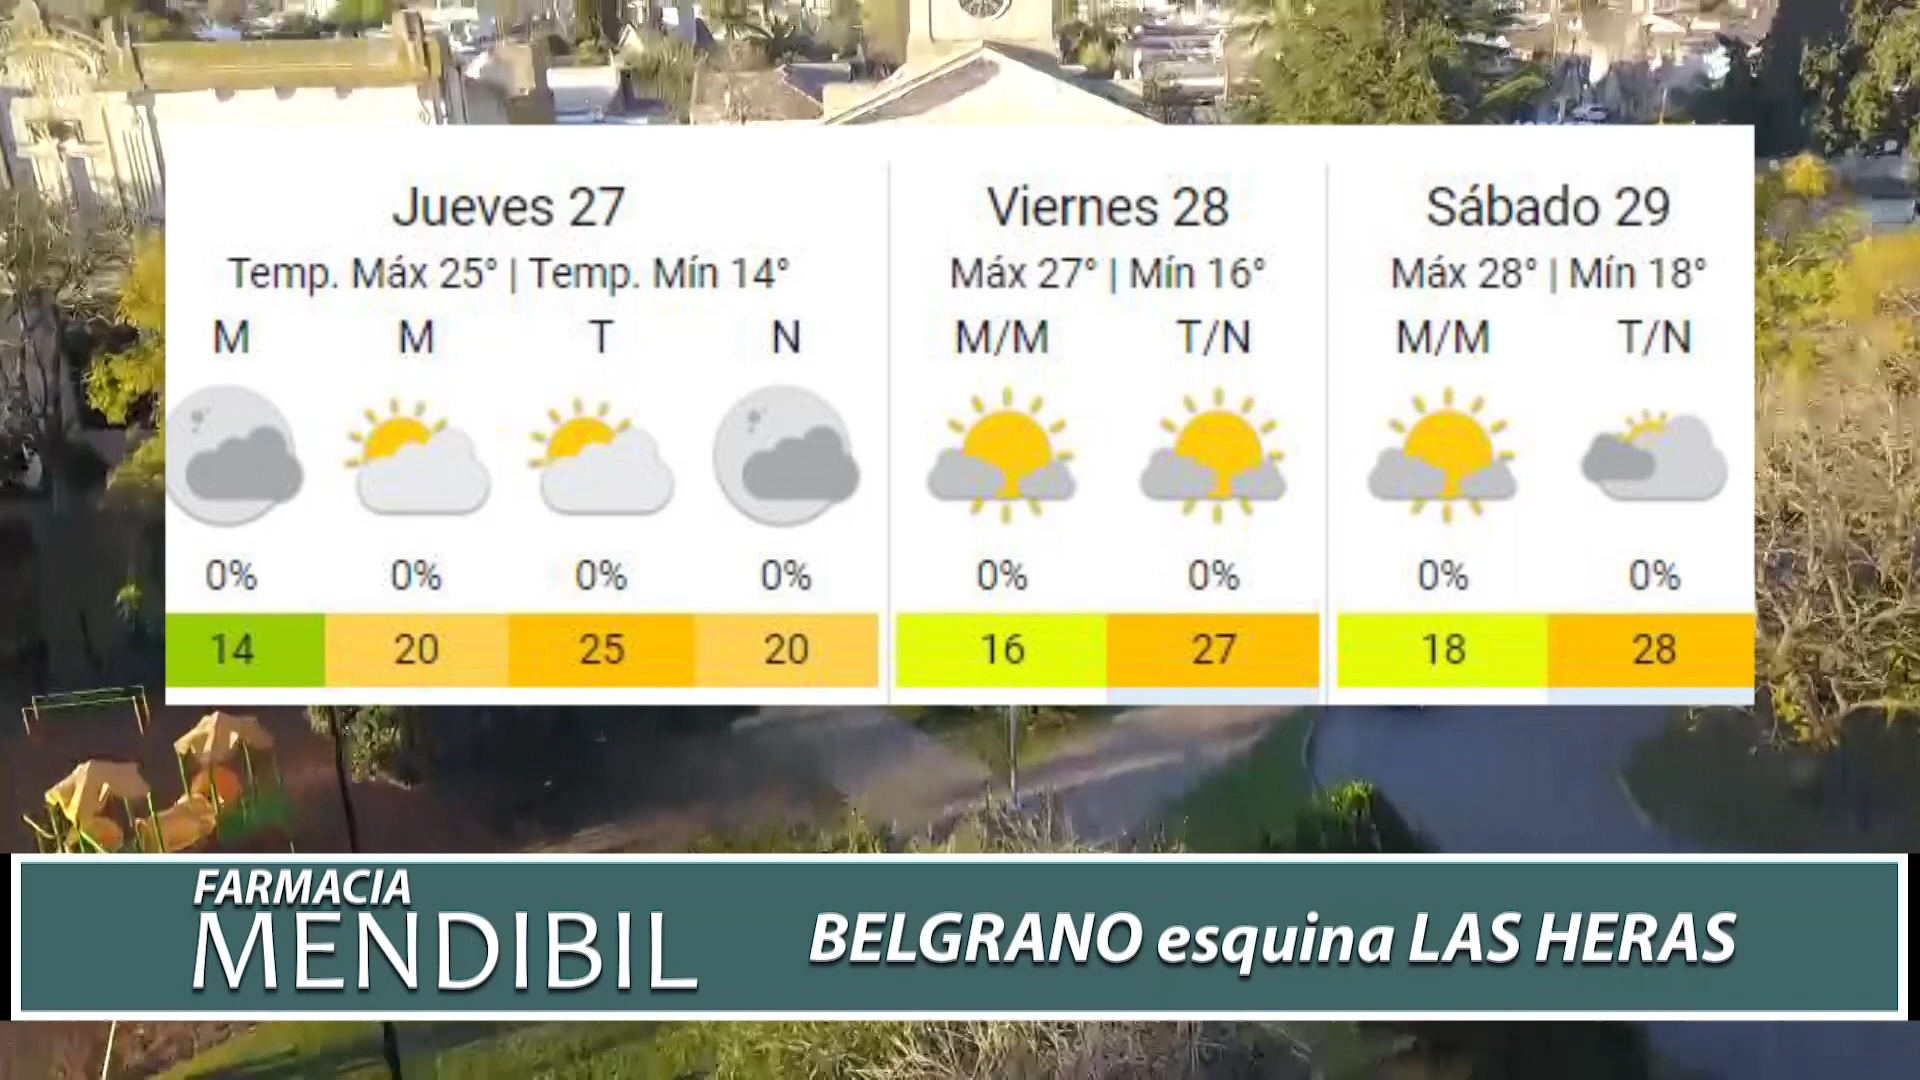 Jueves 27
Temp. Máx 25° | Temp. Mín 14°
M M T N
0% 0% 0% 0%
14 20 25 20
Viernes 28
Máx 27° | Mín 16°
M/M T/N
0% 0%
16 27
Sábado 29
Máx 28° | Mín 18°
M/M T/N
0% 0%
18 28
FARMACIA
MENDIBIL
BELGRANO esquina LAS HERAS